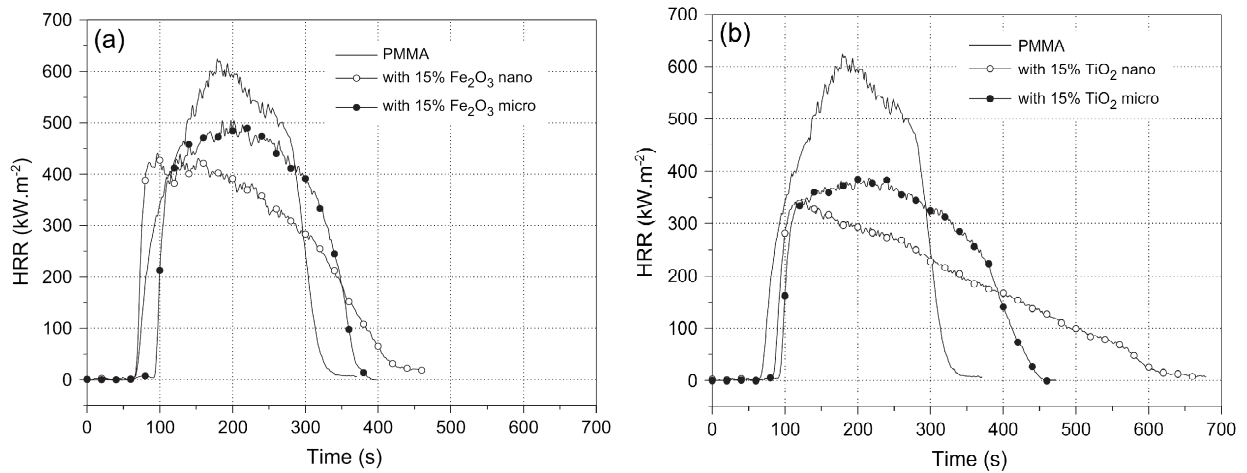 (a)
PMMA
with 15% Fe₂O₃ nano
with 15% Fe₂O₃ micro
HRR (kW.m⁻²)
700
600
500
400
300
200
100
0
0 100 200 300 400 500 600 700
Time (s)
(b)
PMMA
with 15% TiO₂ nano
with 15% TiO₂ micro
HRR (kW.m⁻²)
700
600
500
400
300
200
100
0
0 100 200 300 400 500 600 700
Time (s)